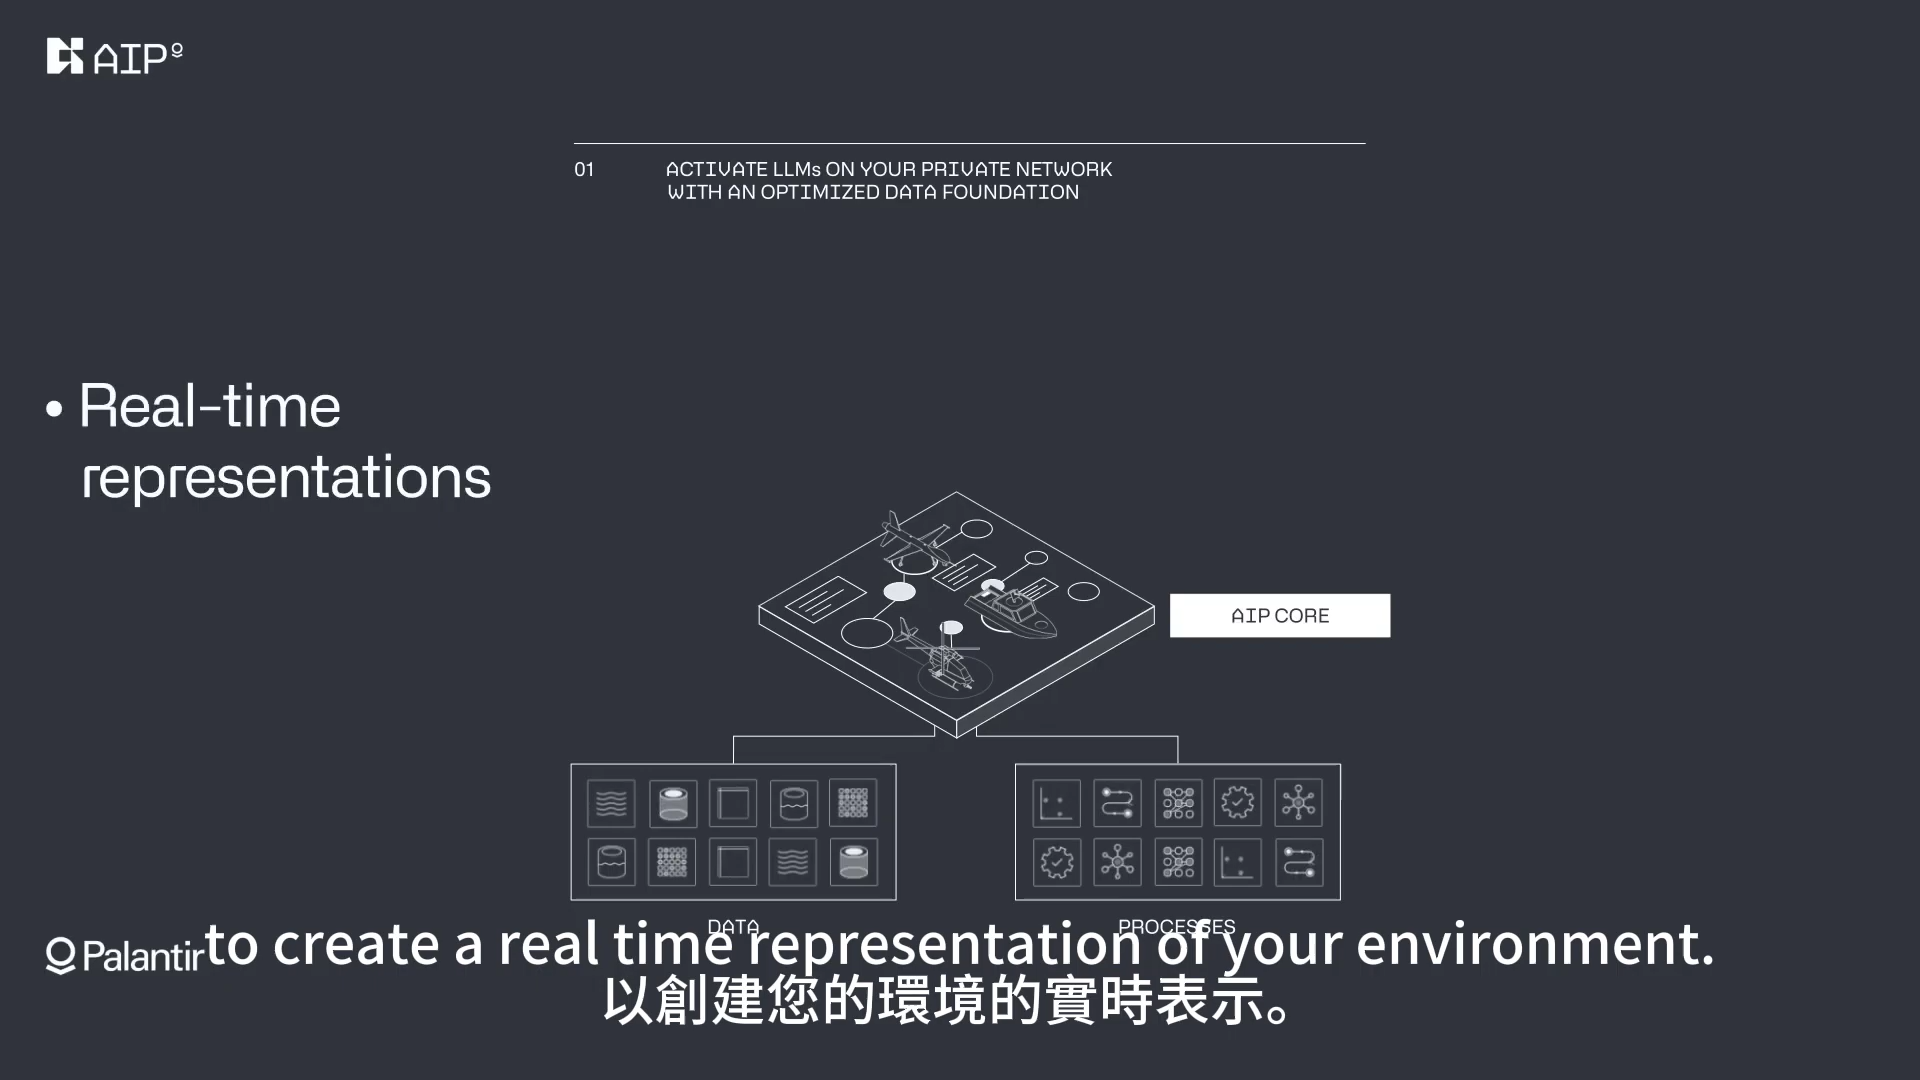 AIP
01
ACTIVATE LLMs ON YOUR PRIVATE NETWORK
WITH AN OPTIMIZED DATA FOUNDATION
• Real-time
representations
AIP CORE
DATA
PROCESSES
Palantir
to create a real time representation of your environment.
以創建您的環境的實時表示。